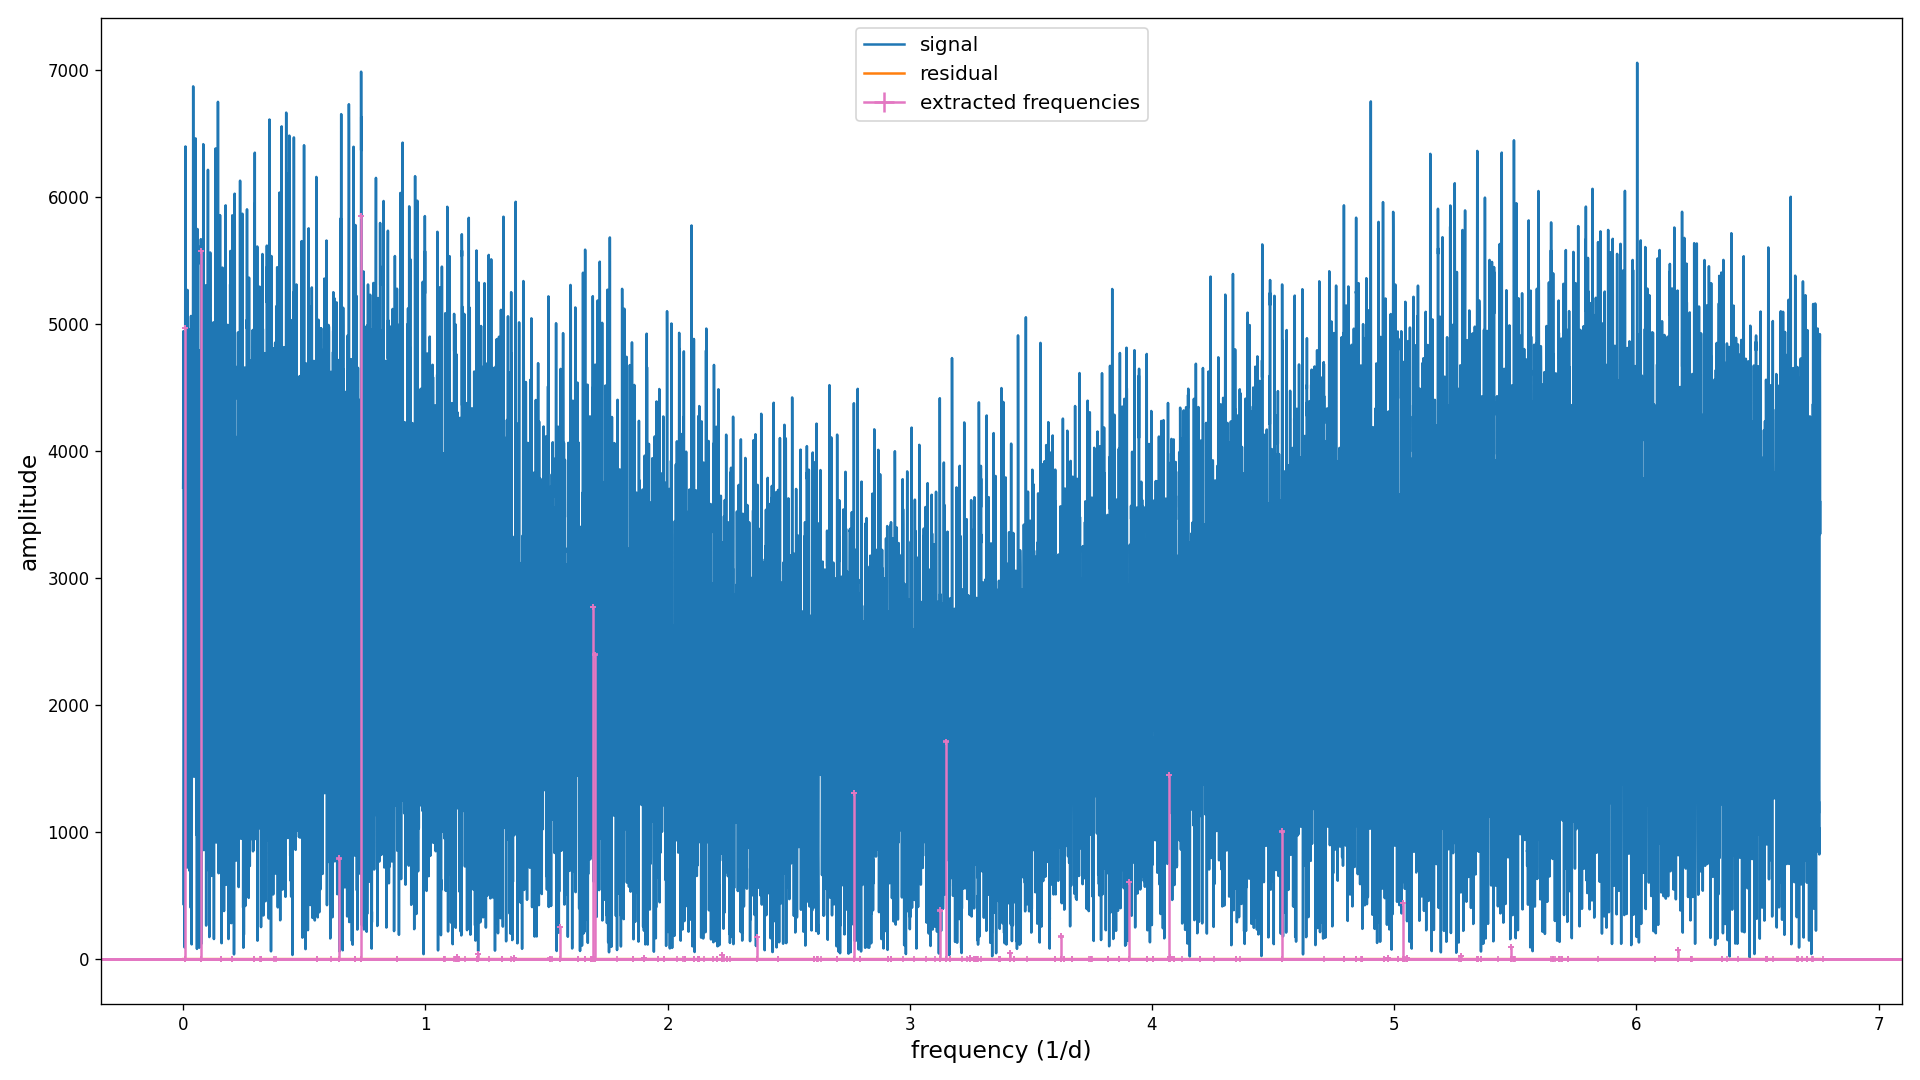 signal
residual
extracted frequencies
7000
6000
5000
4000
3000
2000
1000
0
amplitude
0 1 2 3 4 5 6 7
frequency (1/d)